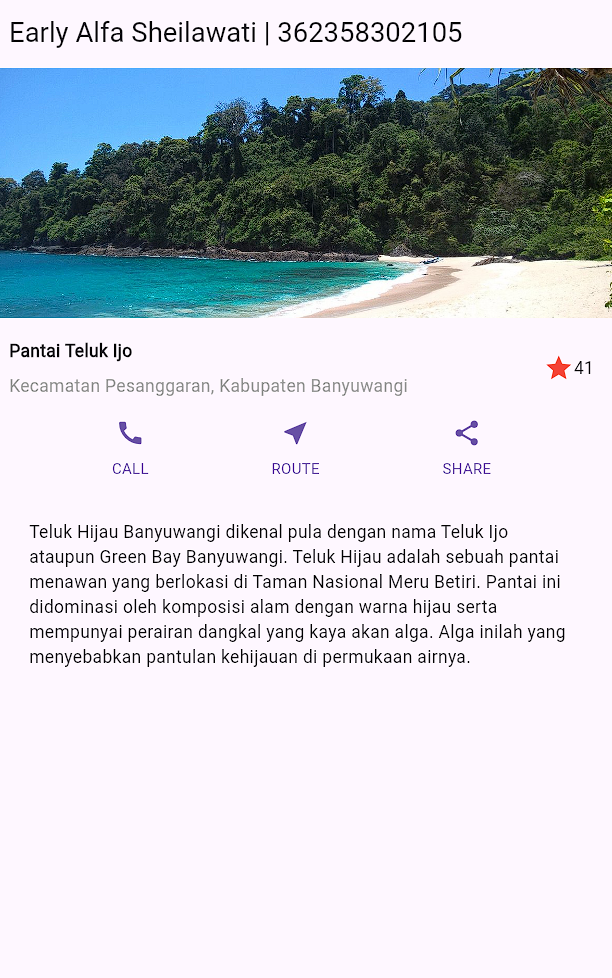 Early Alfa Sheilawati | 362358302105
Pantai Teluk Ijo
41
Kecamatan Pesanggaran, Kabupaten Banyuwangi
CALL
ROUTE
SHARE
Teluk Hijau Banyuwangi dikenal pula dengan nama Teluk Ijo
ataupun Green Bay Banyuwangi. Teluk Hijau adalah sebuah pantai
menawan yang berlokasi di Taman Nasional Meru Betiri. Pantai ini
didominasi oleh komposisi alam dengan warna hijau serta
mempunyai perairan dangkal yang kaya akan alga. Alga inilah yang
menyebabkan pantulan kehijauan di permukaan airnya.